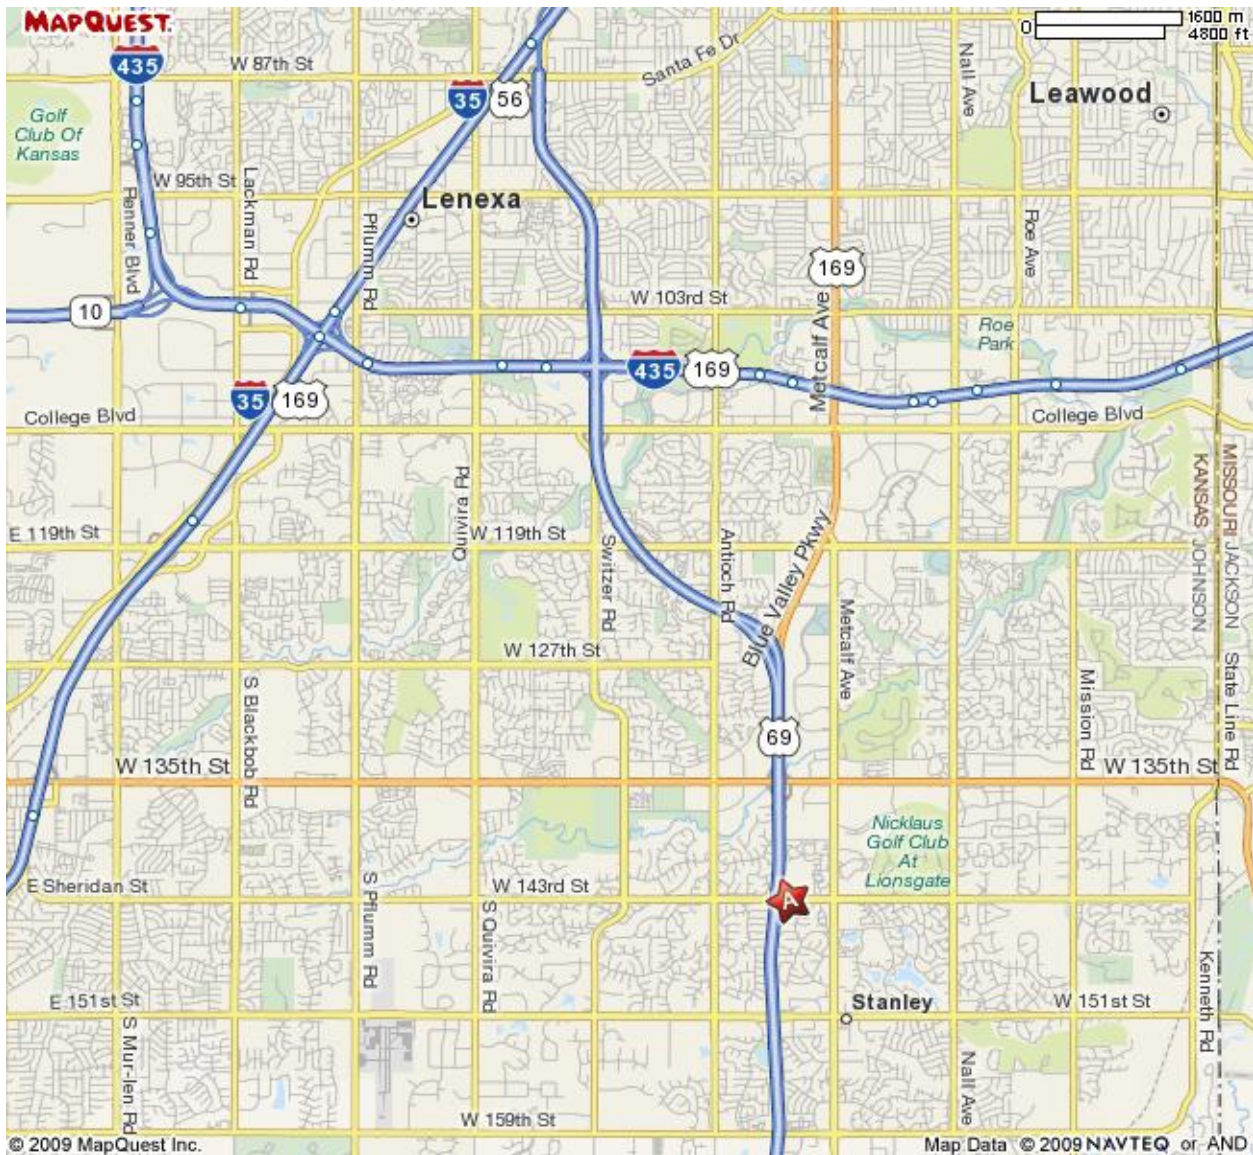 MAPQUEST.
0
1600 m
4800 ft
435
W 87th St
35
56
Santa Fe Dr
Nall Ave
Leawood
Golf
Club Of
Kansas
W 95th St
Lackman Rd
Renner Blvd
Lenexa
Pflumm Rd
Roe Ave
169
10
W 103rd St
Metcalf Ave
Roe
Park
435
169
35
169
College Blvd
College Blvd
MISSOURI
KANSAS
JACKSON
JOHNSON
Quivira Rd
E 119th St
W 119th St
Switzer Rd
Antioch Rd
Blue Valley Pkwy
Metcalf Ave
W 127th St
S Blackbob Rd
Mission Rd
State Line Rd
69
W 135th St
W 135th St
Nicklaus
Golf Club
At
Lionsgate
E Sheridan St
S Pflumm Rd
W 143rd St
S Quivira Rd
A
Kenneth Rd
E 151st St
Stanley
W 151st St
S Mur-len Rd
Nall Ave
W 159th St
© 2009 MapQuest Inc.
Map Data © 2009 NAVTEQ or AND